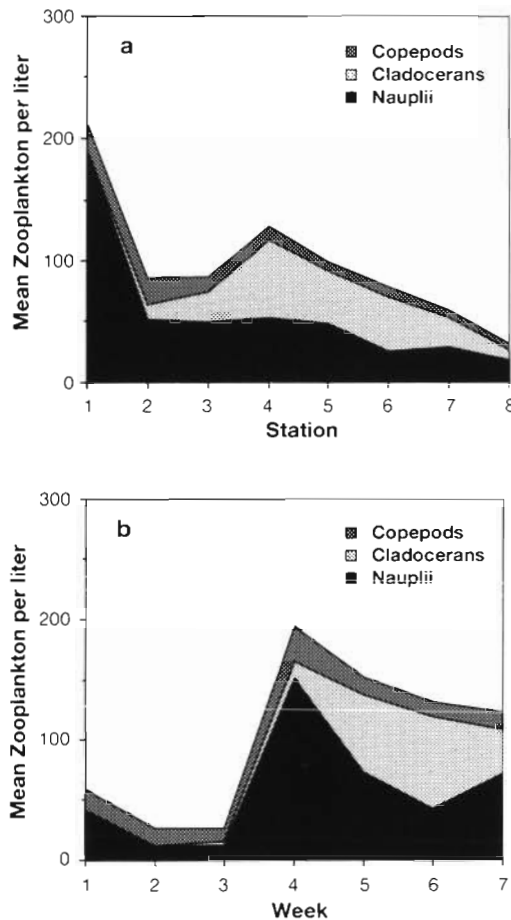 300
200
100
0
Mean Zooplankton per liter
a
Copepods
Cladocerans
Nauplii
1 2 3 4 5 6 7 8
Station
300
200
100
0
Mean Zooplankton per liter
b
Copepods
Cladocerans
Nauplii
1 2 3 4 5 6 7
Week